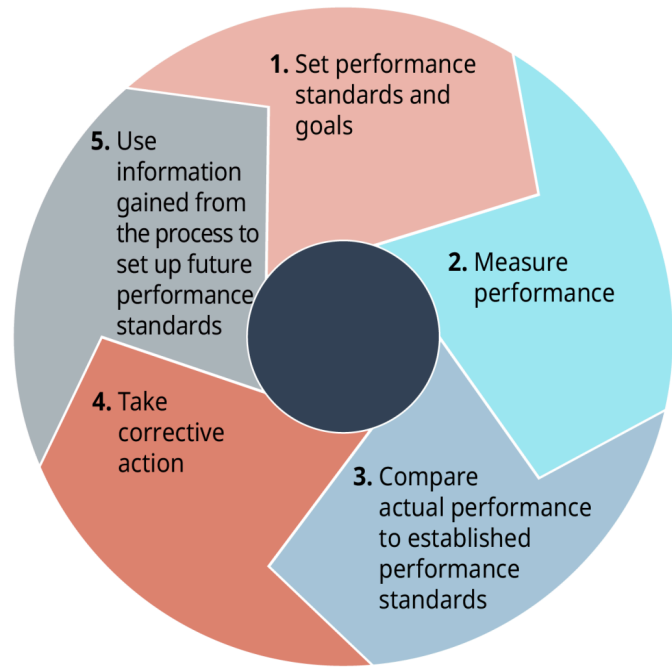 1. Set performance
standards and
goals
2. Measure
performance
3. Compare
actual performance
to established
performance
standards
4. Take
corrective
action
5. Use
information
gained from
the process to
set up future
performance
standards